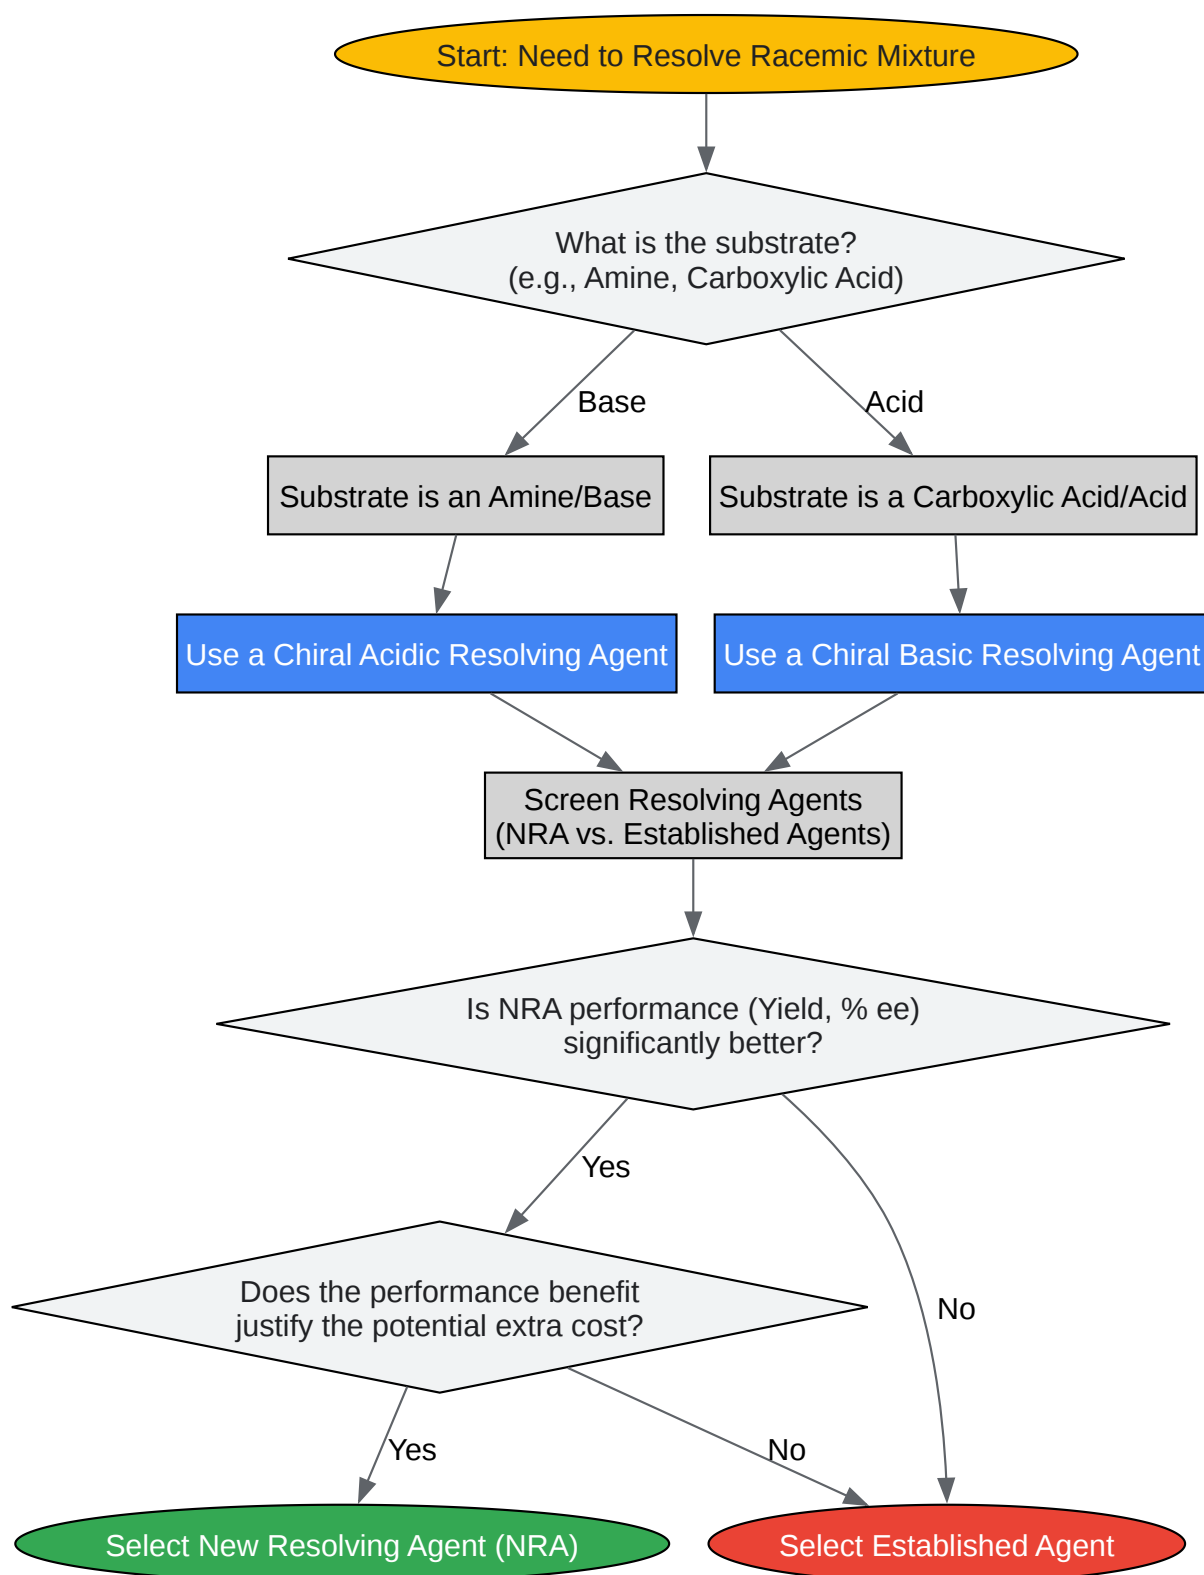 Start: Need to Resolve Racemic Mixture
What is the substrate?
(e.g., Amine, Carboxylic Acid)
Base
Acid
Substrate is an Amine/Base
Substrate is a Carboxylic Acid/Acid
Use a Chiral Acidic Resolving Agent
Use a Chiral Basic Resolving Agent
Screen Resolving Agents
(NRA vs. Established Agents)
Is NRA performance (Yield, % ee)
significantly better?
Yes
Does the performance benefit
justify the potential extra cost?
No
Yes
No
Select New Resolving Agent (NRA)
Select Established Agent